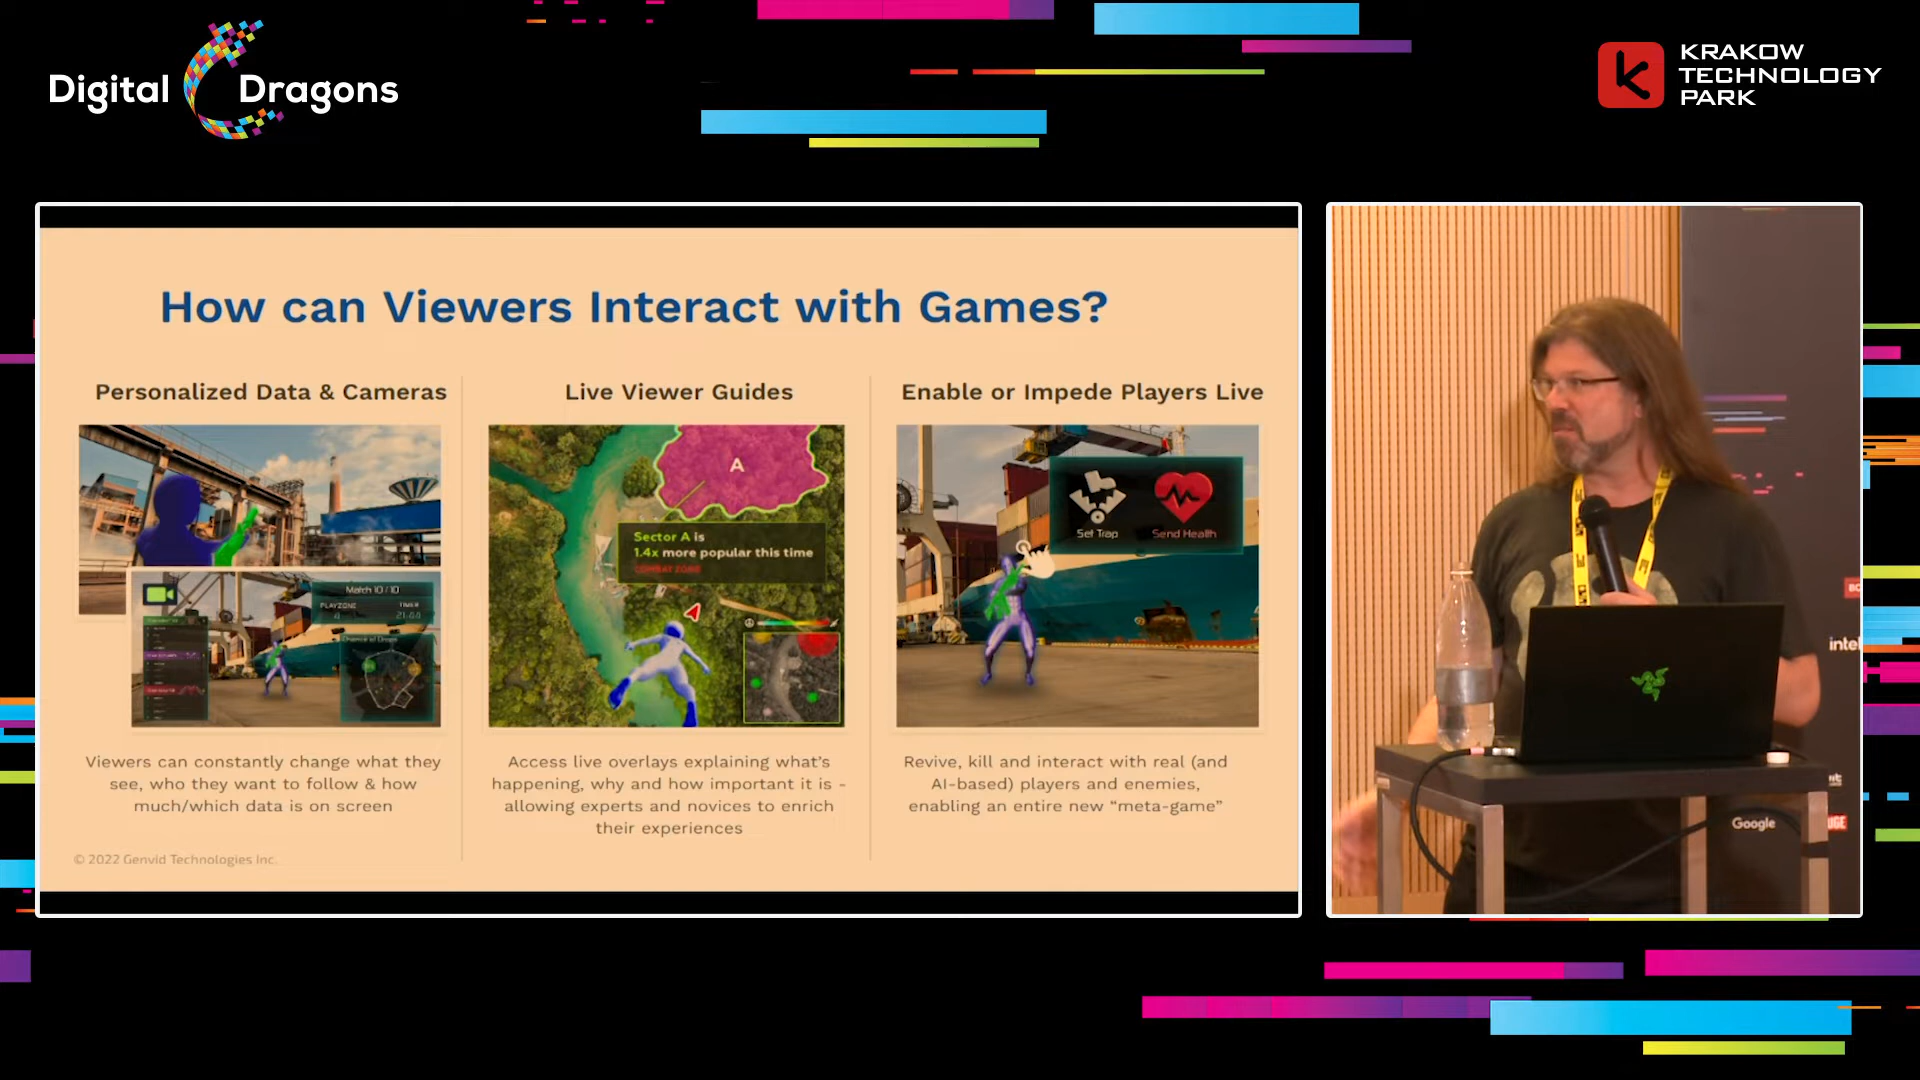 Digital Dragons
KRAKOW
TECHNOLOGY
PARK
How can Viewers Interact with Games?
Personalized Data & Cameras
Match 10 / 10
PLAYZONE
TIMER
Viewers can constantly change what they
see, who they want to follow & how
much/which data is on screen
Live Viewer Guides
A
Sector A is
1.4x more popular this time
COMBAT ZONE
Access live overlays explaining what's
happening, why and how important it is -
allowing experts and novices to enrich
their experiences
Enable or Impede Players Live
Set Trap
Send Health
Revive, kill and interact with real (and
AI-based) players and enemies,
enabling an entire new “meta-game”
© 2022 Genvid Technologies Inc.
intel
Google